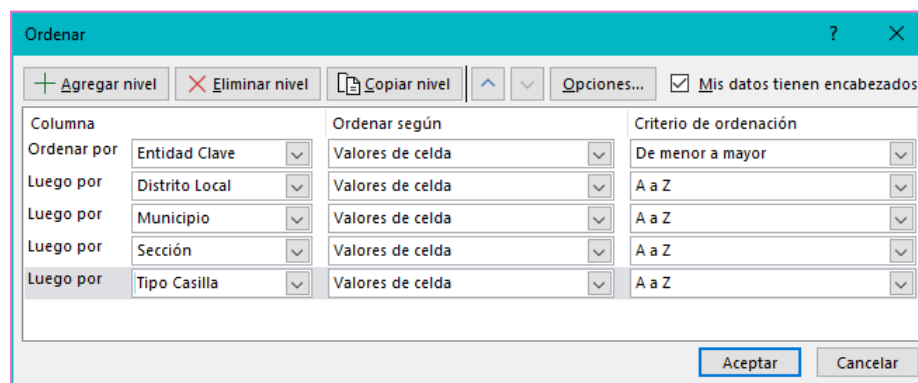 Ordenar ?
Agregar nivel Eliminar nivel Copiar nivel Opciones... Mis datos tienen encabezados
Columna Ordenar según Criterio de ordenación
Ordenar por Entidad Clave Valores de celda De menor a mayor
Luego por Distrito Local Valores de celda A a Z
Luego por Municipio Valores de celda A a Z
Luego por Sección Valores de celda A a Z
Luego por Tipo Casilla Valores de celda A a Z
Aceptar Cancelar